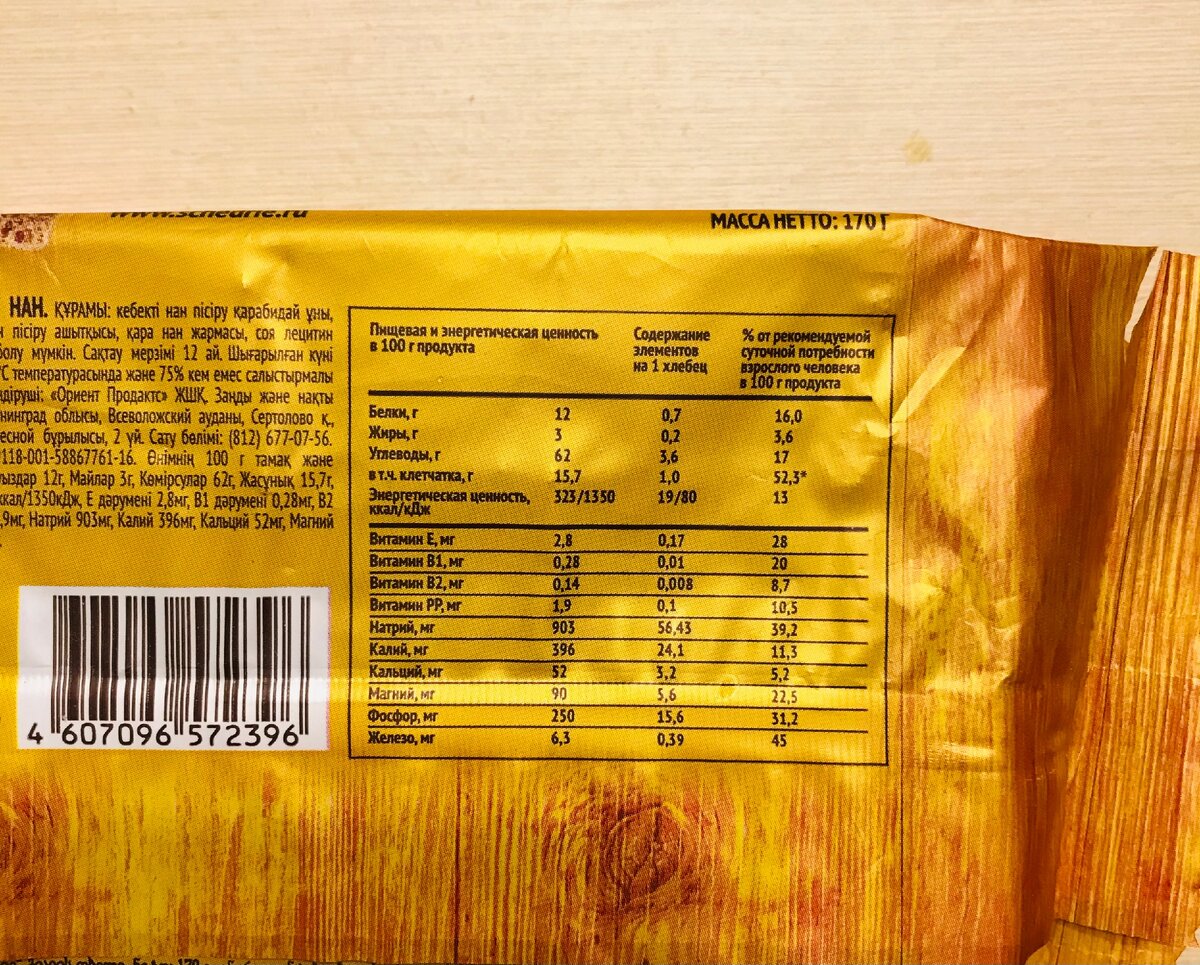 МАССА НЕТТО: 170 Г
НАН. ҚҰРАМЫ: кебекті нан пісіру қарабидай ұны,
пісіру ашытқысы, қара нан жармасы, соя лецитин
болу мүмкін. Сақтау мерзімі 12 ай. Шығарылған күні
°С температурасында және 75% кем емес салыстырмалы
«Ориент Продактс» ЖШҚ. Заңды және нақты
облысы, Всеволожский ауданы, Сертолово қ.,
бұрылысы, 2 үй. Сату бөлімі: (812) 677-07-56.
118-001-58867761-16. Өнімнің 100 г тамақ және
12г, Майлар 3г, Көмірсулар 62г, Жасунық 15,7г,
ккал/1350кДж, Е дәрумені 2,8мг, В1 дәрумені 0,28мг, В2
,9мг, Натрий 903мг, Калий 396мг, Кальций 52мг, Магний
Пищевая и энергетическая ценность в 100 г продукта Содержание элементов на 1 хлебец % от рекомендуемой суточной потребности взрослого человека в 100 г продукта
Белки, г 12 0,7 16,0
Жиры, г 3 0,2 3,6
Углеводы, г 62 3,6 17
в т.ч. клетчатка, г 15,7 1,0 52,3*
Энергетическая ценность, ккал/кДж 323/1350 19/80 13
Витамин Е, мг 2,8 0,17 28
Витамин В1, мг 0,28 0,01 20
Витамин В2, мг 0,14 0,008 8,7
Витамин РР, мг 1,9 0,1 10,5
Натрий, мг 903 56,43 39,2
Калий, мг 396 24,1 11,3
Кальций, мг 52 3,2 5,2
Магний, мг 90 5,6 22,5
Фосфор, мг 250 15,6 31,2
Железо, мг 6,3 0,39 45
4 607096 572396